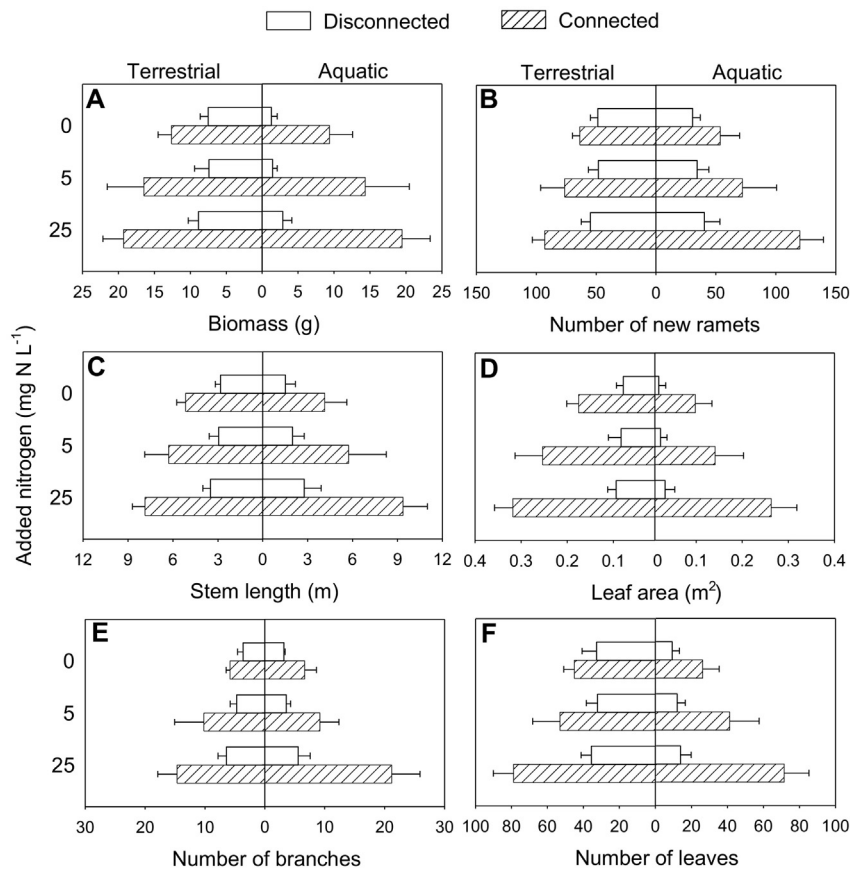 Disconnected Connected
Terrestrial Aquatic Terrestrial Aquatic
A B
0
5
25
25 20 15 10 5 0 5 10 15 20 25
150 100 50 0 50 100 150
Biomass (g) Number of new ramets
Added nitrogen (mg N L⁻¹)
C D
0
5
25
12 9 6 3 0 3 6 9 12
0.4 0.3 0.2 0.1 0 0.1 0.2 0.3 0.4
Stem length (m) Leaf area (m²)
E F
0
5
25
30 20 10 0 10 20 30
100 80 60 40 20 0 20 40 60 80 100
Number of branches Number of leaves